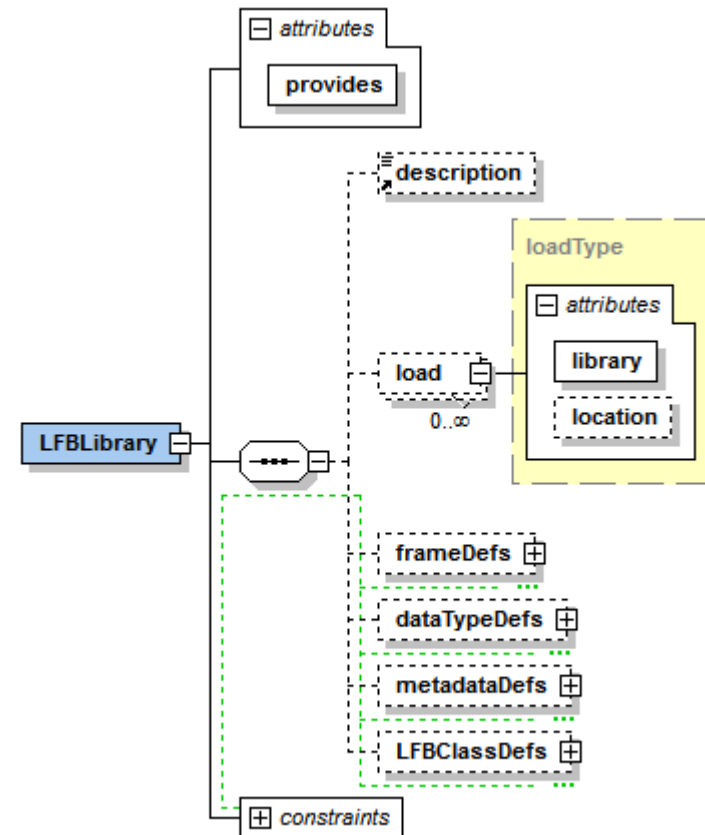 attributes
provides
description
loadType
attributes
library
load
0..∞
location
LFBLibrary
frameDefs
dataTypeDefs
metadataDefs
LFBClassDefs
constraints